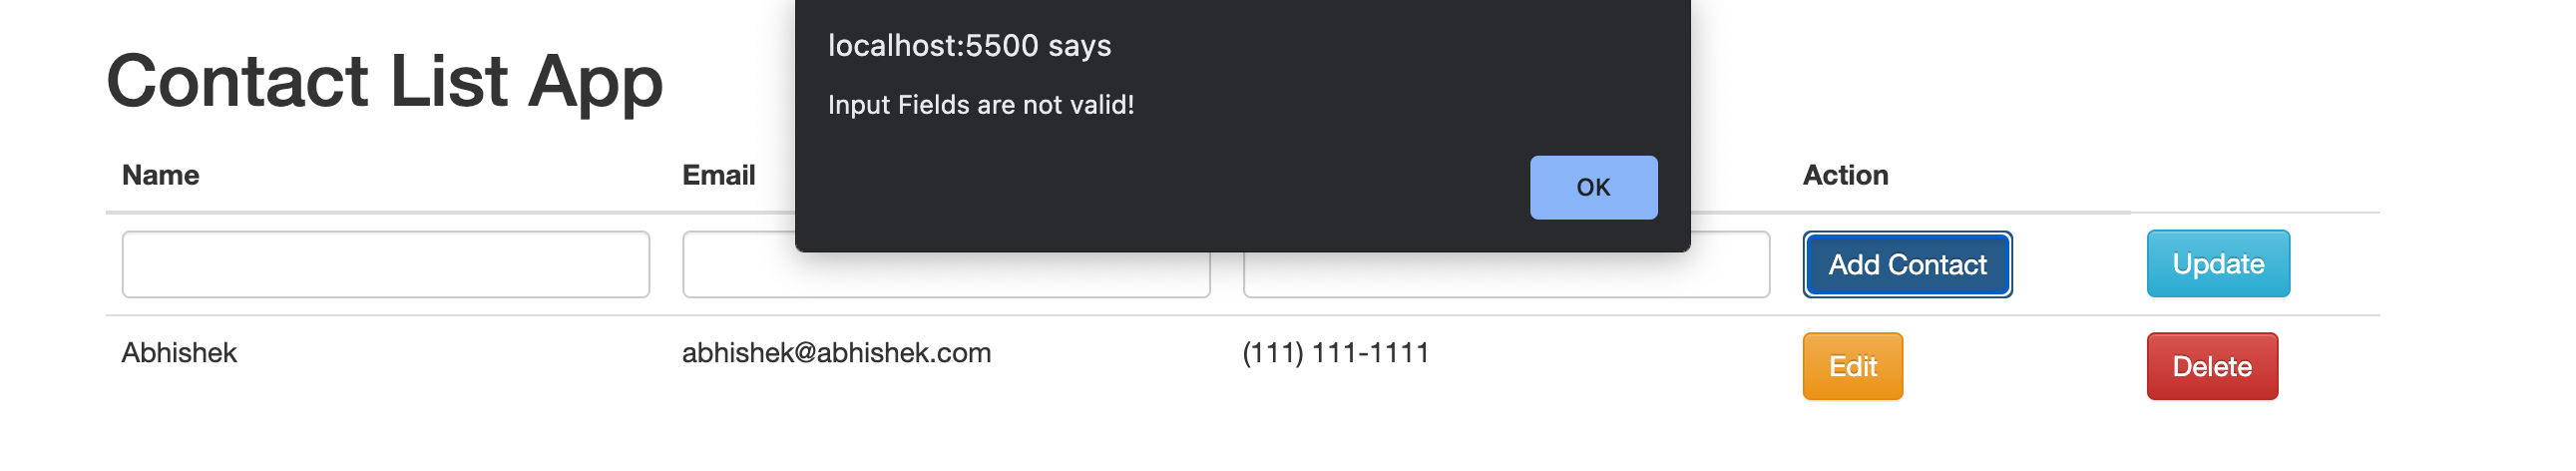 localhost:5500 says
Contact List App
Input Fields are not valid!
OK
Name Email Action
Add Contact Update
Abhishek abhishek@abhishek.com (111) 111-1111 Edit Delete